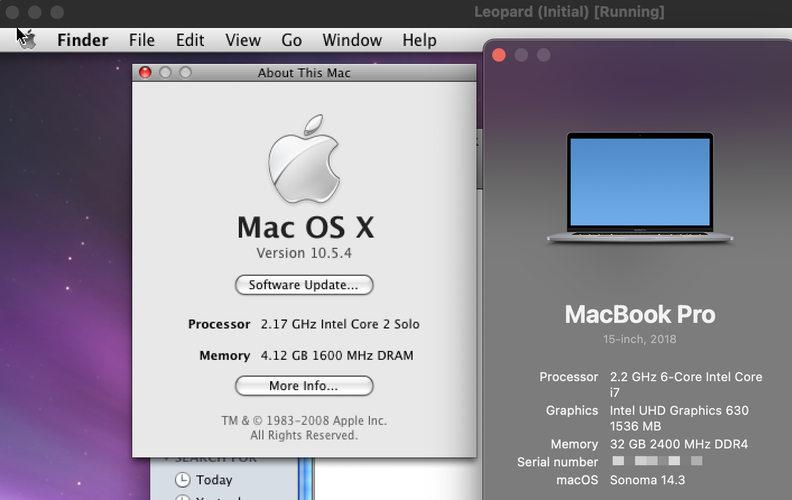 Leopard (Initial) [Running]
Finder File Edit View Go Window Help
About This Mac
Mac OS X
Version 10.5.4
Software Update...
Processor 2.17 GHz Intel Core 2 Solo
Memory 4.12 GB 1600 MHz DRAM
More Info...
TM & © 1983-2008 Apple Inc.
All Rights Reserved.
SEARCH FOR
Today
MacBook Pro
15-inch, 2018
Processor 2.2 GHz 6-Core Intel Core
i7
Graphics Intel UHD Graphics 630
1536 MB
Memory 32 GB 2400 MHz DDR4
Serial number
macOS Sonoma 14.3